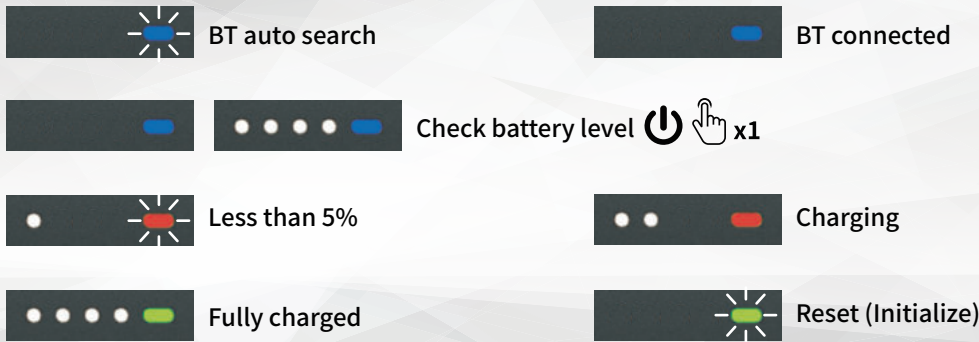 BT auto search
BT connected
Check battery level x1
Less than 5%
Charging
Fully charged
Reset (Initialize)